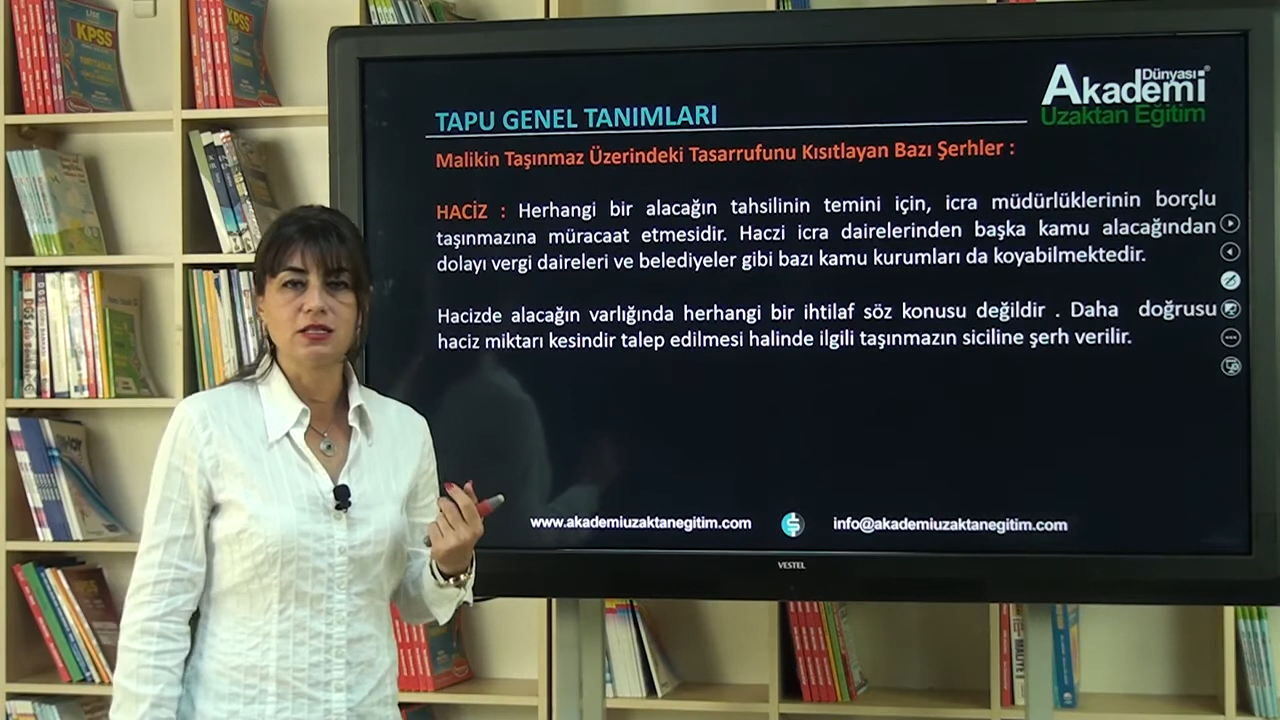 KPSS
KPSS
DGS
Akademi
Dünyası
Uzaktan Eğitim
TAPU GENEL TANIMLARI
Malikin Taşınmaz Üzerindeki Tasarrufunu Kısıtlayan Bazı Şerhler :
HACİZ : Herhangi bir alacağın tahsilinin temini için, icra müdürlüklerinin borçlu
taşınmazına müracaat etmesidir. Haczi icra dairelerinden başka kamu alacağından
dolayı vergi daireleri ve belediyeler gibi bazı kamu kurumları da koyabilmektedir.
Hacizde alacağın varlığında herhangi bir ihtilaf söz konusu değildir . Daha doğrusu
haciz miktarı kesindir talep edilmesi halinde ilgili taşınmazın siciline şerh verilir.
www.akademiuzaktanegitim.com
info@akademiuzaktanegitim.com
VESTEL